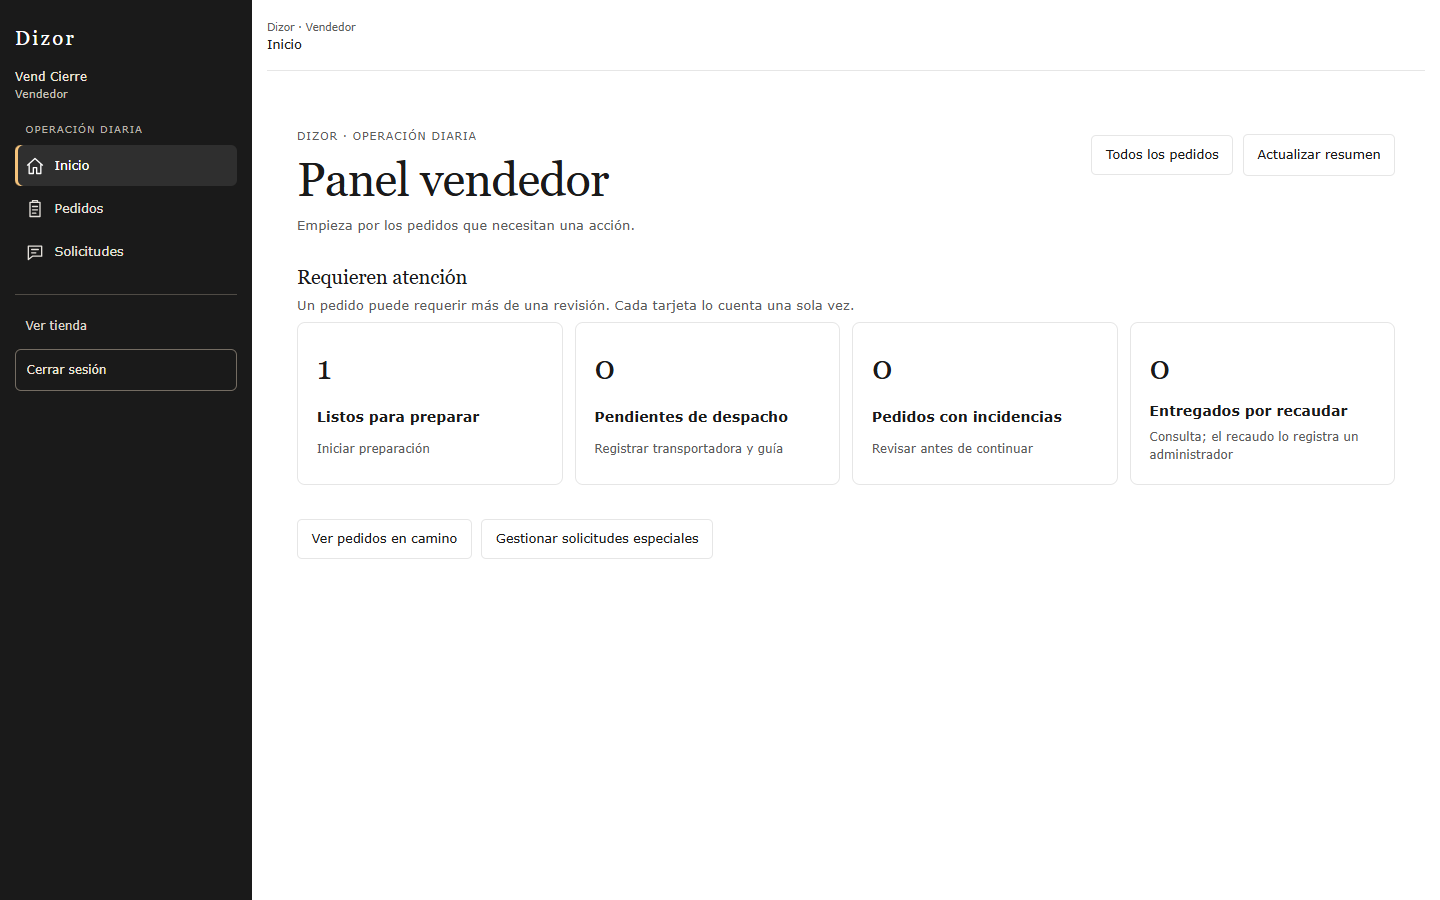 Dizor
Vend Cierre
Vendedor
OPERACIÓN DIARIA
Inicio
Pedidos
Solicitudes
Ver tienda
Cerrar sesión
Dizor · Vendedor
Inicio
DIZOR · OPERACIÓN DIARIA
Panel vendedor
Empieza por los pedidos que necesitan una acción.
Todos los pedidos
Actualizar resumen
Requieren atención
Un pedido puede requerir más de una revisión. Cada tarjeta lo cuenta una sola vez.
1
Listos para preparar
Iniciar preparación
0
Pendientes de despacho
Registrar transportadora y guía
0
Pedidos con incidencias
Revisar antes de continuar
0
Entregados por recaudar
Consulta; el recaudo lo registra un
administrador
Ver pedidos en camino
Gestionar solicitudes especiales